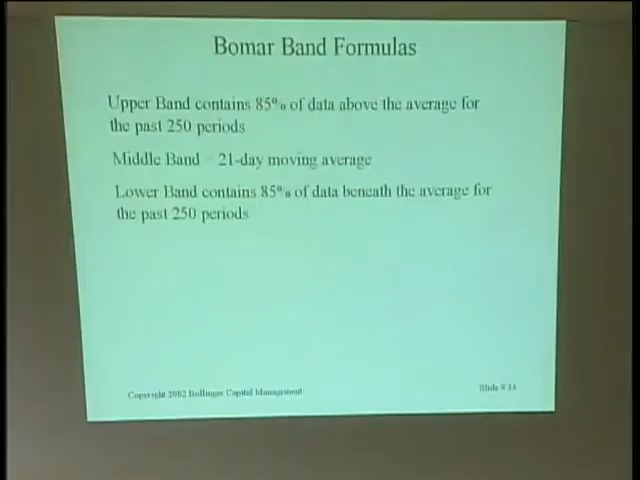 Bomar Band Formulas
Upper Band contains 85% of data above the average for
the past 250 periods
Middle Band = 21-day moving average
Lower Band contains 85% of data beneath the average for
the past 250 periods
Copyright 2002 Bollinger Capital Management
Slide #